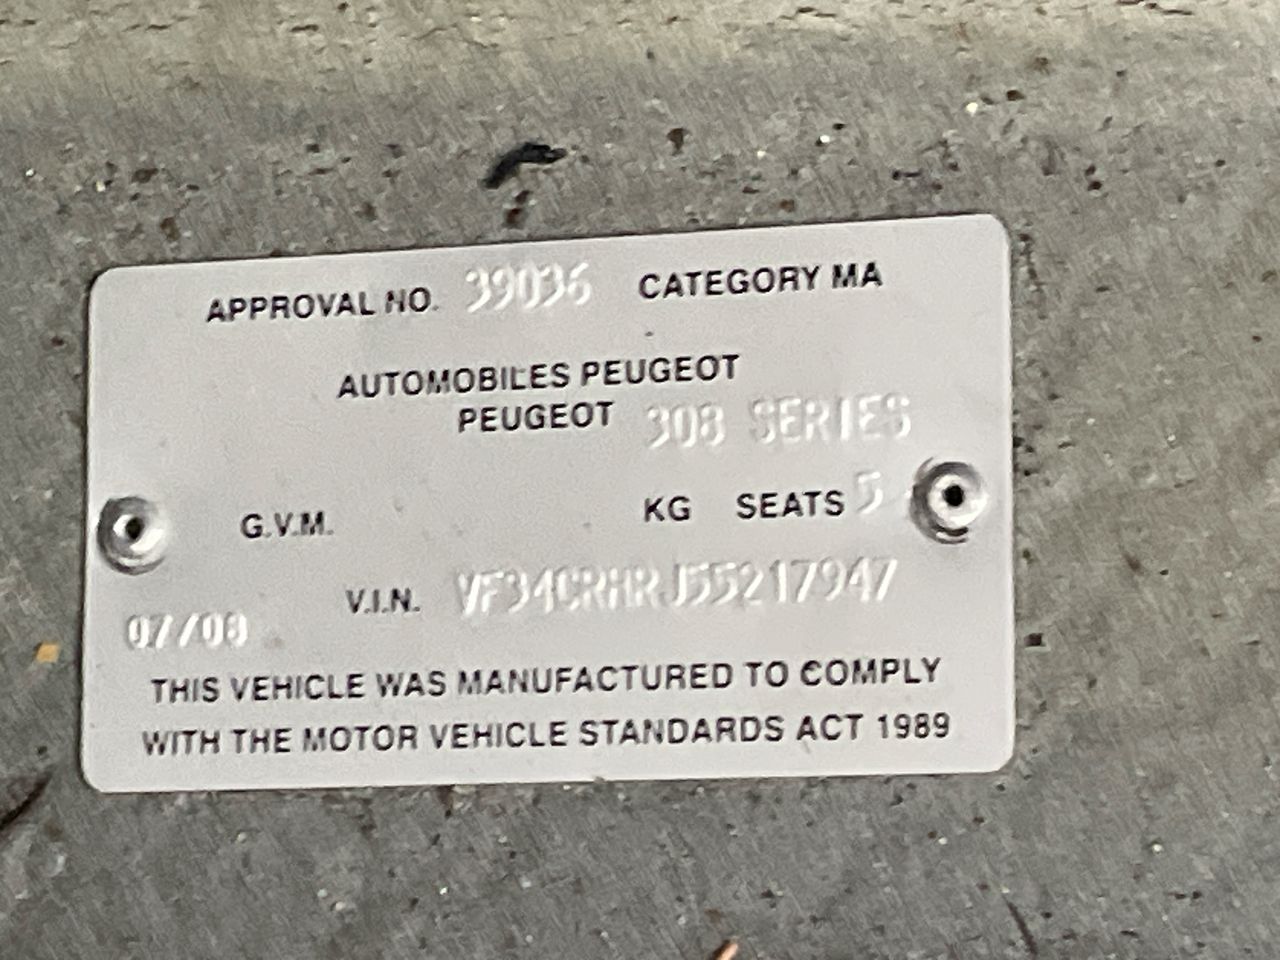 APPROVAL NO. 39036 CATEGORY MA
AUTOMOBILES PEUGEOT
PEUGEOT 308 SERIES
G.V.M. KG SEATS 5
V.I.N. VF34CRHRJ55217947
07/08
THIS VEHICLE WAS MANUFACTURED TO COMPLY
WITH THE MOTOR VEHICLE STANDARDS ACT 1989